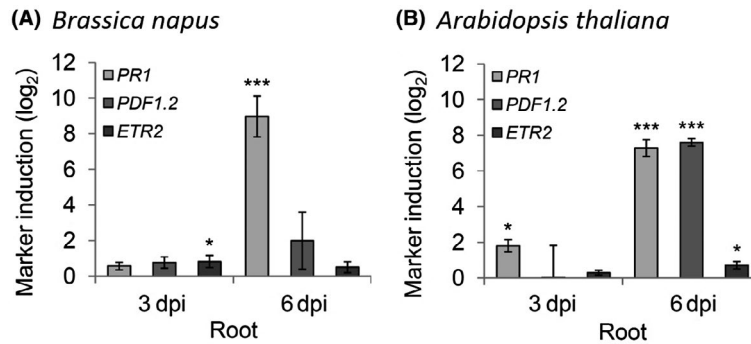 (A) Brassica napus
Marker induction (log2)
12
10
8
6
4
2
0
PR1
PDF1.2
ETR2
*
***
3 dpi
6 dpi
Root
(B) Arabidopsis thaliana
Marker induction (log2)
12
10
8
6
4
2
0
PR1
PDF1.2
ETR2
*
***
***
*
3 dpi
6 dpi
Root